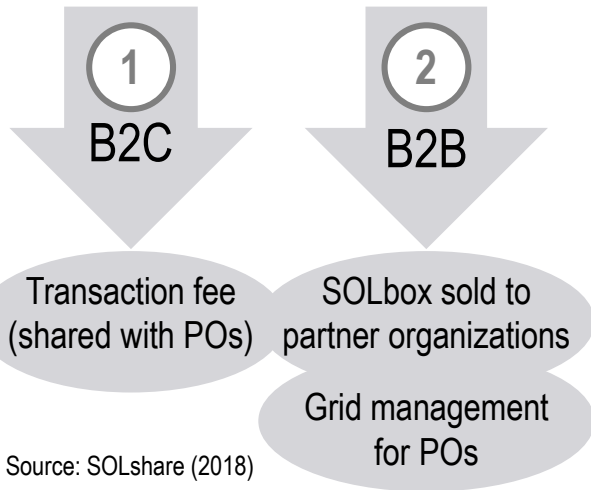 1
B2C
Transaction fee
(shared with POs)
2
B2B
SOLbox sold to
partner organizations
Grid management
for POs
Source: SOLshare (2018)